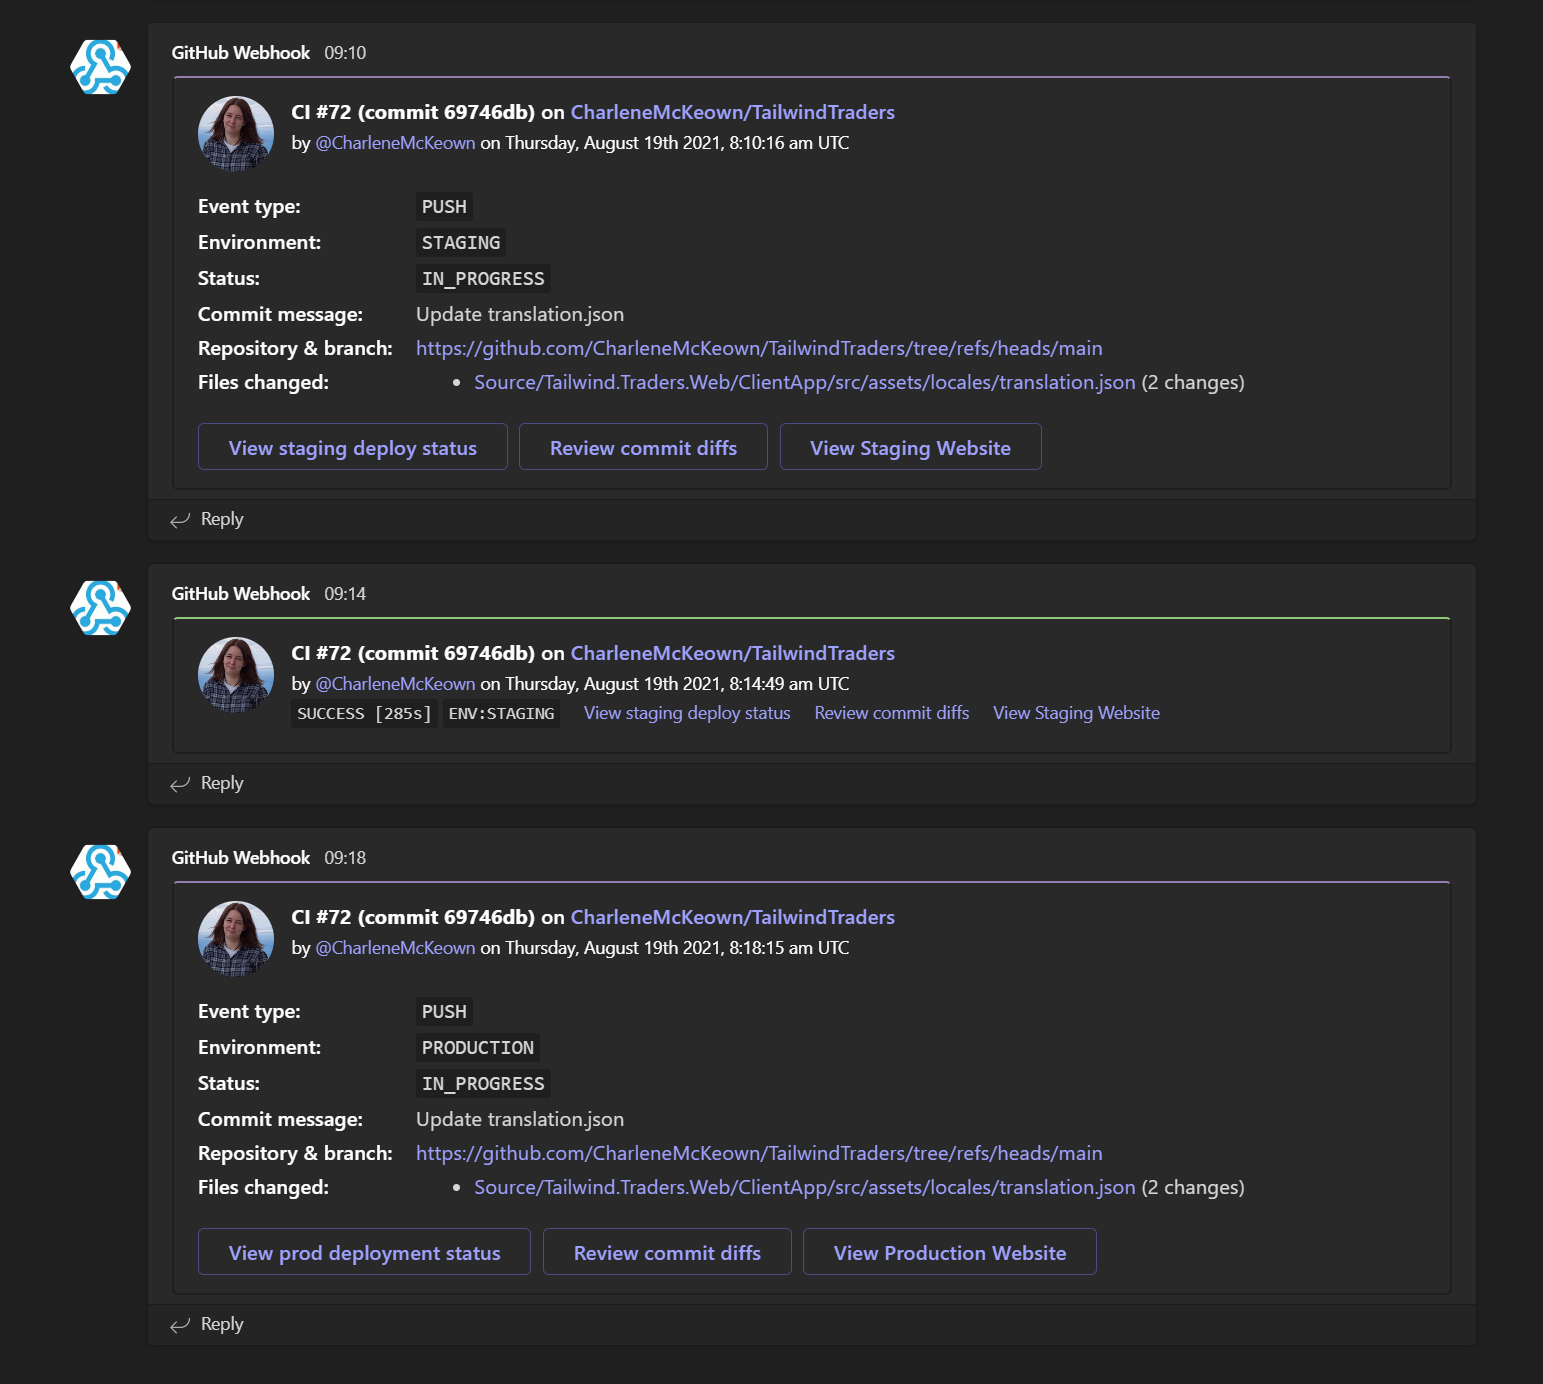 GitHub Webhook 09:10
CI #72 (commit 69746db) on CharleneMcKeown/TailwindTraders
by @CharleneMcKeown on Thursday, August 19th 2021, 8:10:16 am UTC
Event type: PUSH
Environment: STAGING
Status: IN_PROGRESS
Commit message: Update translation.json
Repository & branch: https://github.com/CharleneMcKeown/TailwindTraders/tree/refs/heads/main
Files changed: • Source/Tailwind.Traders.Web/ClientApp/src/assets/locales/translation.json (2 changes)
View staging deploy status Review commit diffs View Staging Website
Reply
GitHub Webhook 09:14
CI #72 (commit 69746db) on CharleneMcKeown/TailwindTraders
by @CharleneMcKeown on Thursday, August 19th 2021, 8:14:49 am UTC
SUCCESS [285s] ENV:STAGING View staging deploy status Review commit diffs View Staging Website
Reply
GitHub Webhook 09:18
CI #72 (commit 69746db) on CharleneMcKeown/TailwindTraders
by @CharleneMcKeown on Thursday, August 19th 2021, 8:18:15 am UTC
Event type: PUSH
Environment: PRODUCTION
Status: IN_PROGRESS
Commit message: Update translation.json
Repository & branch: https://github.com/CharleneMcKeown/TailwindTraders/tree/refs/heads/main
Files changed: • Source/Tailwind.Traders.Web/ClientApp/src/assets/locales/translation.json (2 changes)
View prod deployment status Review commit diffs View Production Website
Reply